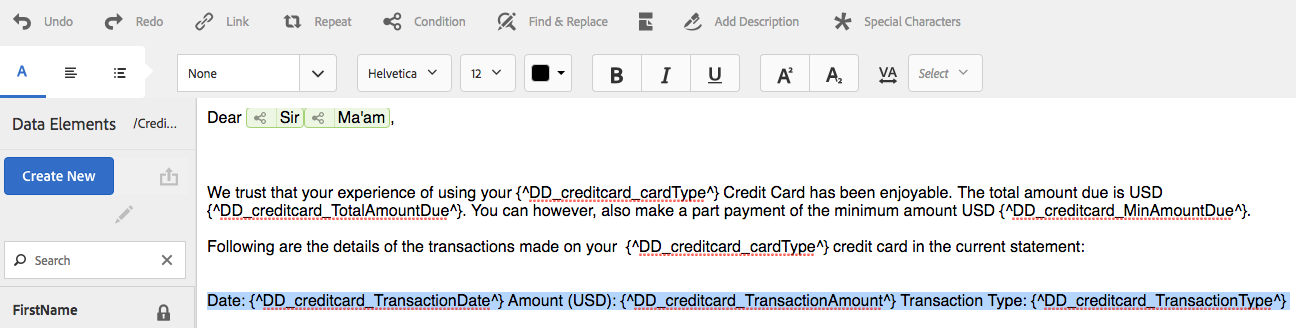 Undo Redo Link Repeat Condition Find & Replace Add Description Special Characters
A None Helvetica 12 B I U A² A₂ VA Select
Data Elements /Credi...
Create New
Search
FirstName
Dear Sir Ma'am,
We trust that your experience of using your {^DD_creditcard_cardType^} Credit Card has been enjoyable. The total amount due is USD
{^DD_creditcard_TotalAmountDue^}. You can however, also make a part payment of the minimum amount USD {^DD_creditcard_MinAmountDue^}.
Following are the details of the transactions made on your  {^DD_creditcard_cardType^} credit card in the current statement:
Date: {^DD_creditcard_TransactionDate^} Amount (USD): {^DD_creditcard_TransactionAmount^} Transaction Type: {^DD_creditcard_TransactionType^}